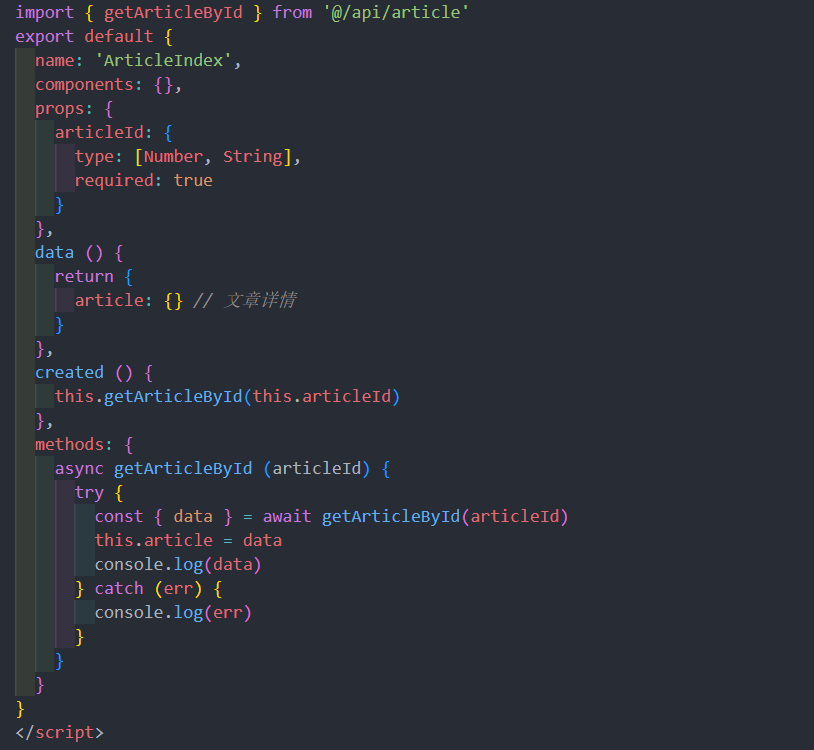 import { getArticleById } from '@/api/article'
export default {
  name: 'ArticleIndex',
  components: {},
  props: {
    articleId: {
      type: [Number, String],
      required: true
    }
  },
  data () {
    return {
      article: {} // 文章详情
    }
  },
  created () {
    this.getArticleById(this.articleId)
  },
  methods: {
    async getArticleById (articleId) {
      try {
        const { data } = await getArticleById(articleId)
        this.article = data
        console.log(data)
      } catch (err) {
        console.log(err)
      }
    }
  }
}
</script>